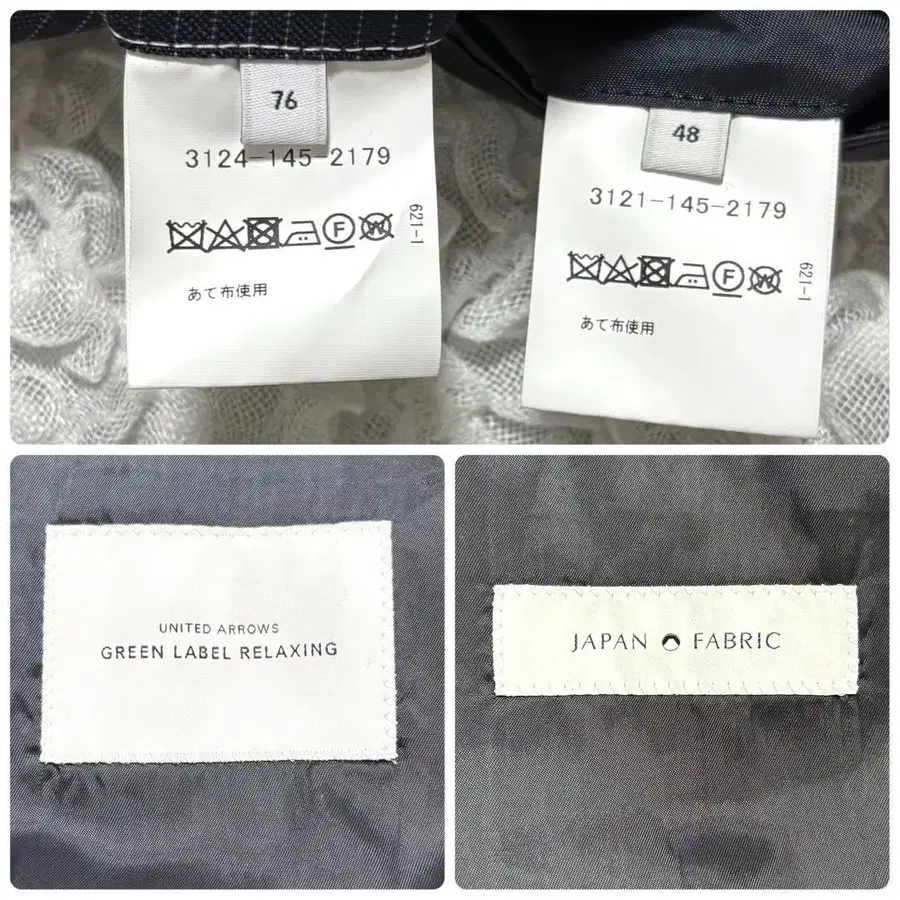 76
3124-145-2179
621-1
F
W
あて布使用
48
3121-145-2179
621-1
F
W
あて布使用
UNITED ARROWS
GREEN LABEL RELAXING
JAPAN FABRIC